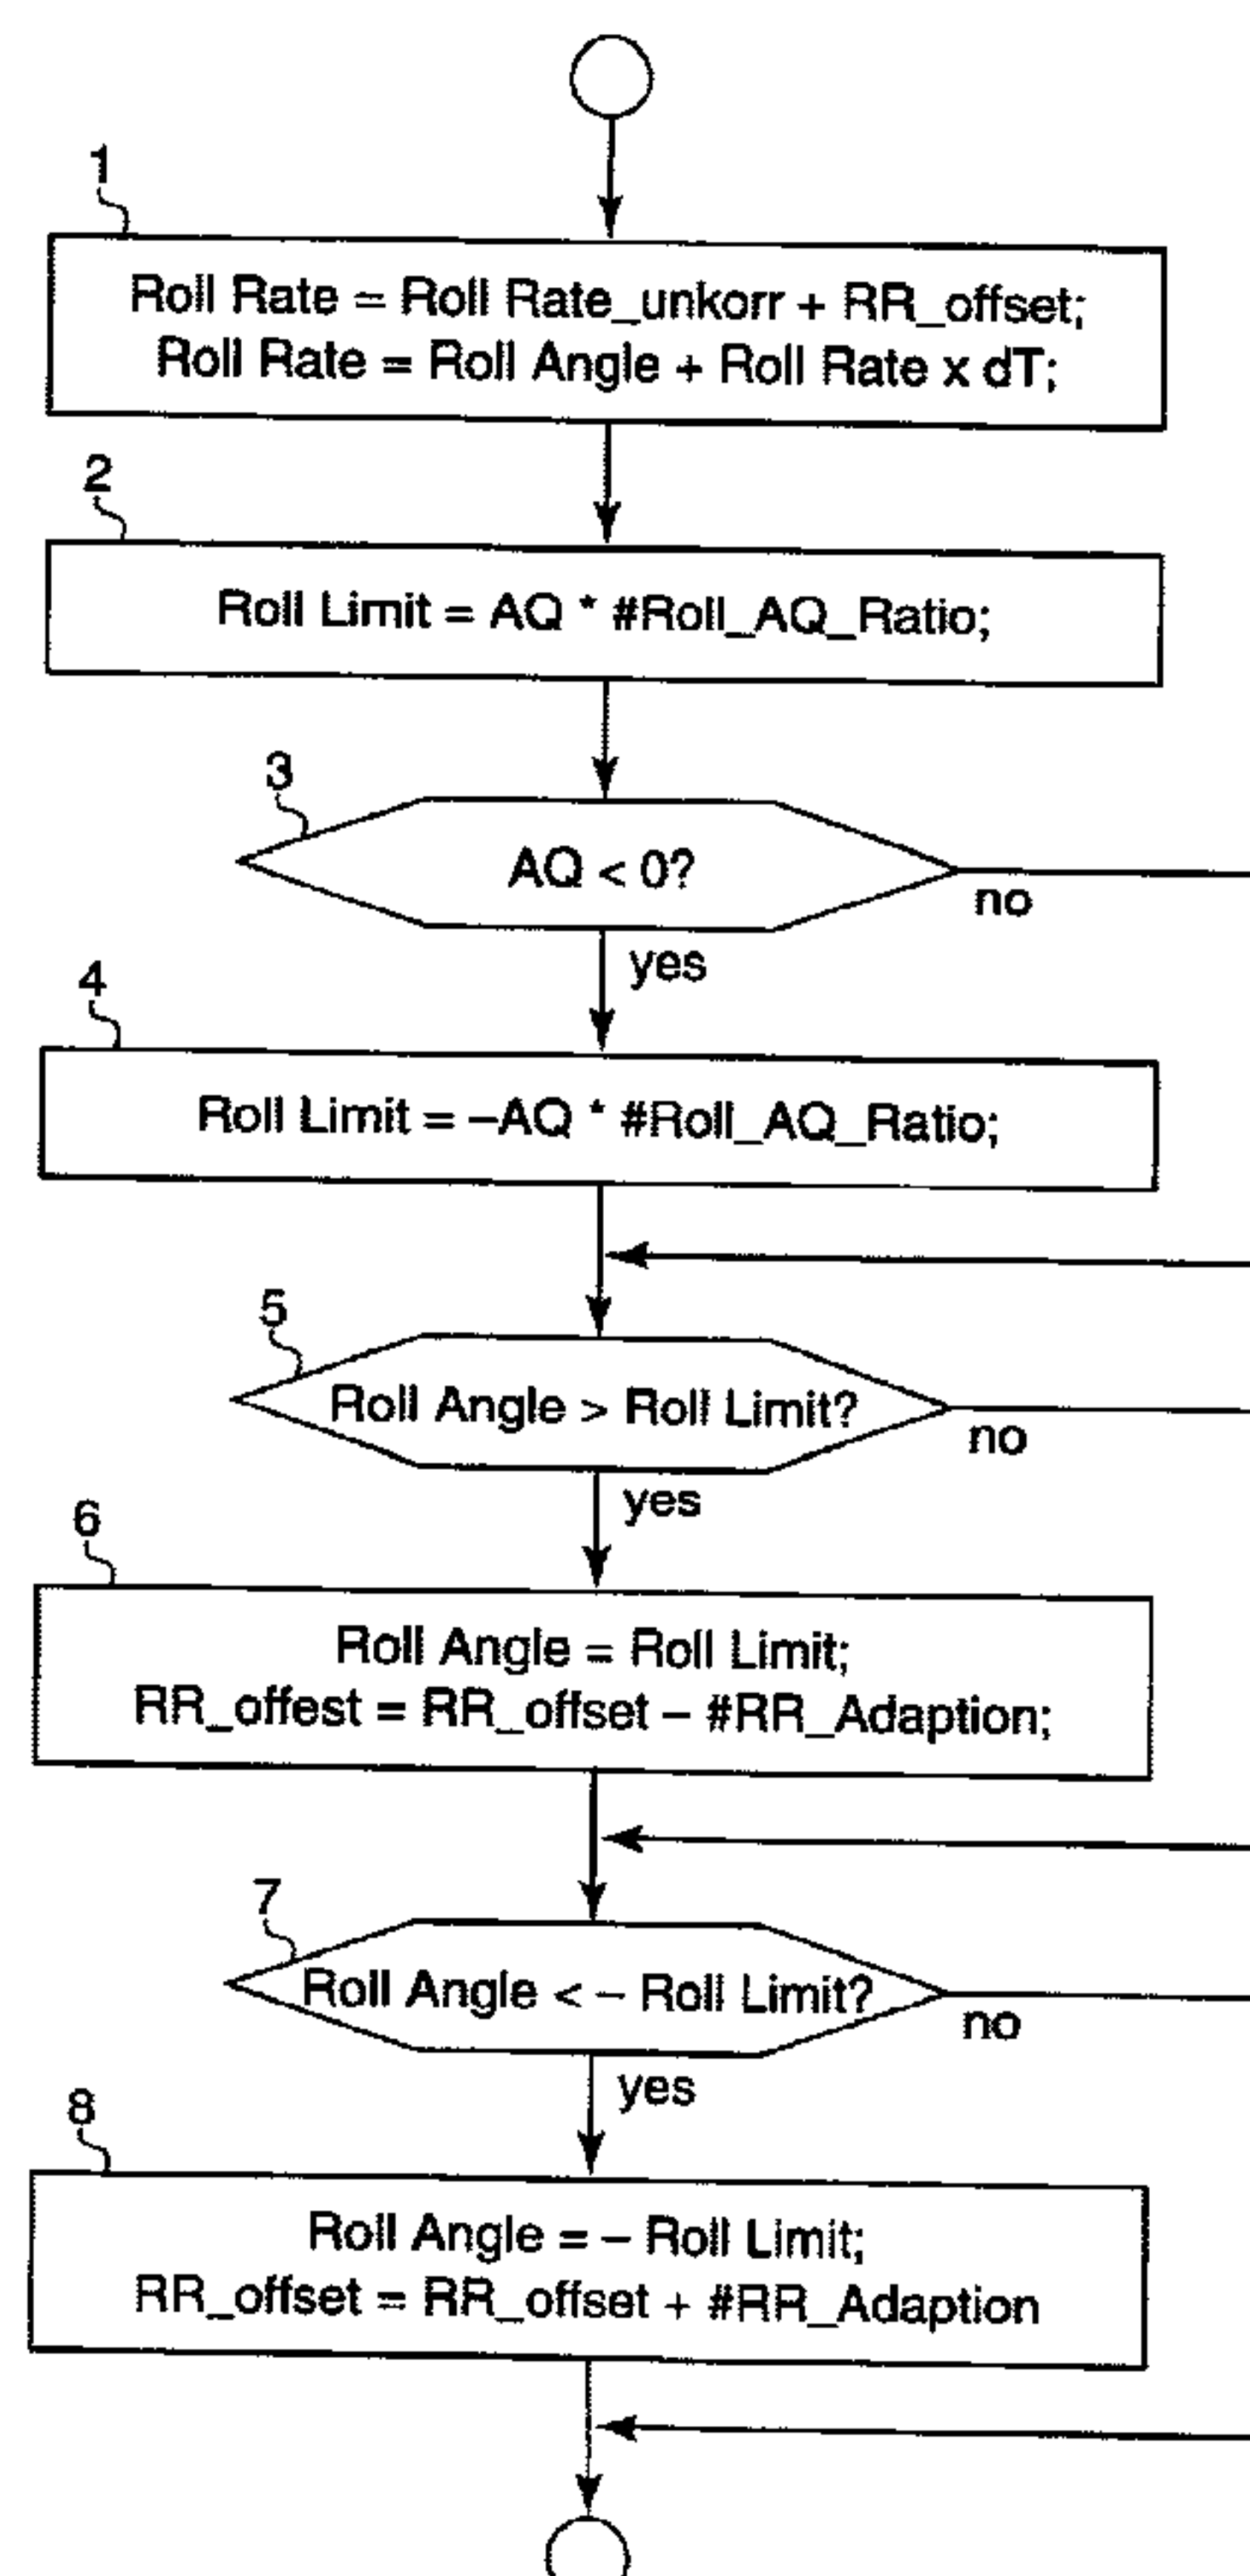 1
Roll Rate = Roll Rate_unkorr + RR_offset;
Roll Rate = Roll Angle + Roll Rate x dT;
2
Roll Limit = AQ * #Roll_AQ_Ratio;
3
AQ < 0?
no
yes
4
Roll Limit = –AQ * #Roll_AQ_Ratio;
5
Roll Angle > Roll Limit?
no
yes
6
Roll Angle = Roll Limit;
RR_offest = RR_offset – #RR_Adaption;
7
Roll Angle < – Roll Limit?
no
yes
8
Roll Angle = – Roll Limit;
RR_offset = RR_offset + #RR_Adaption